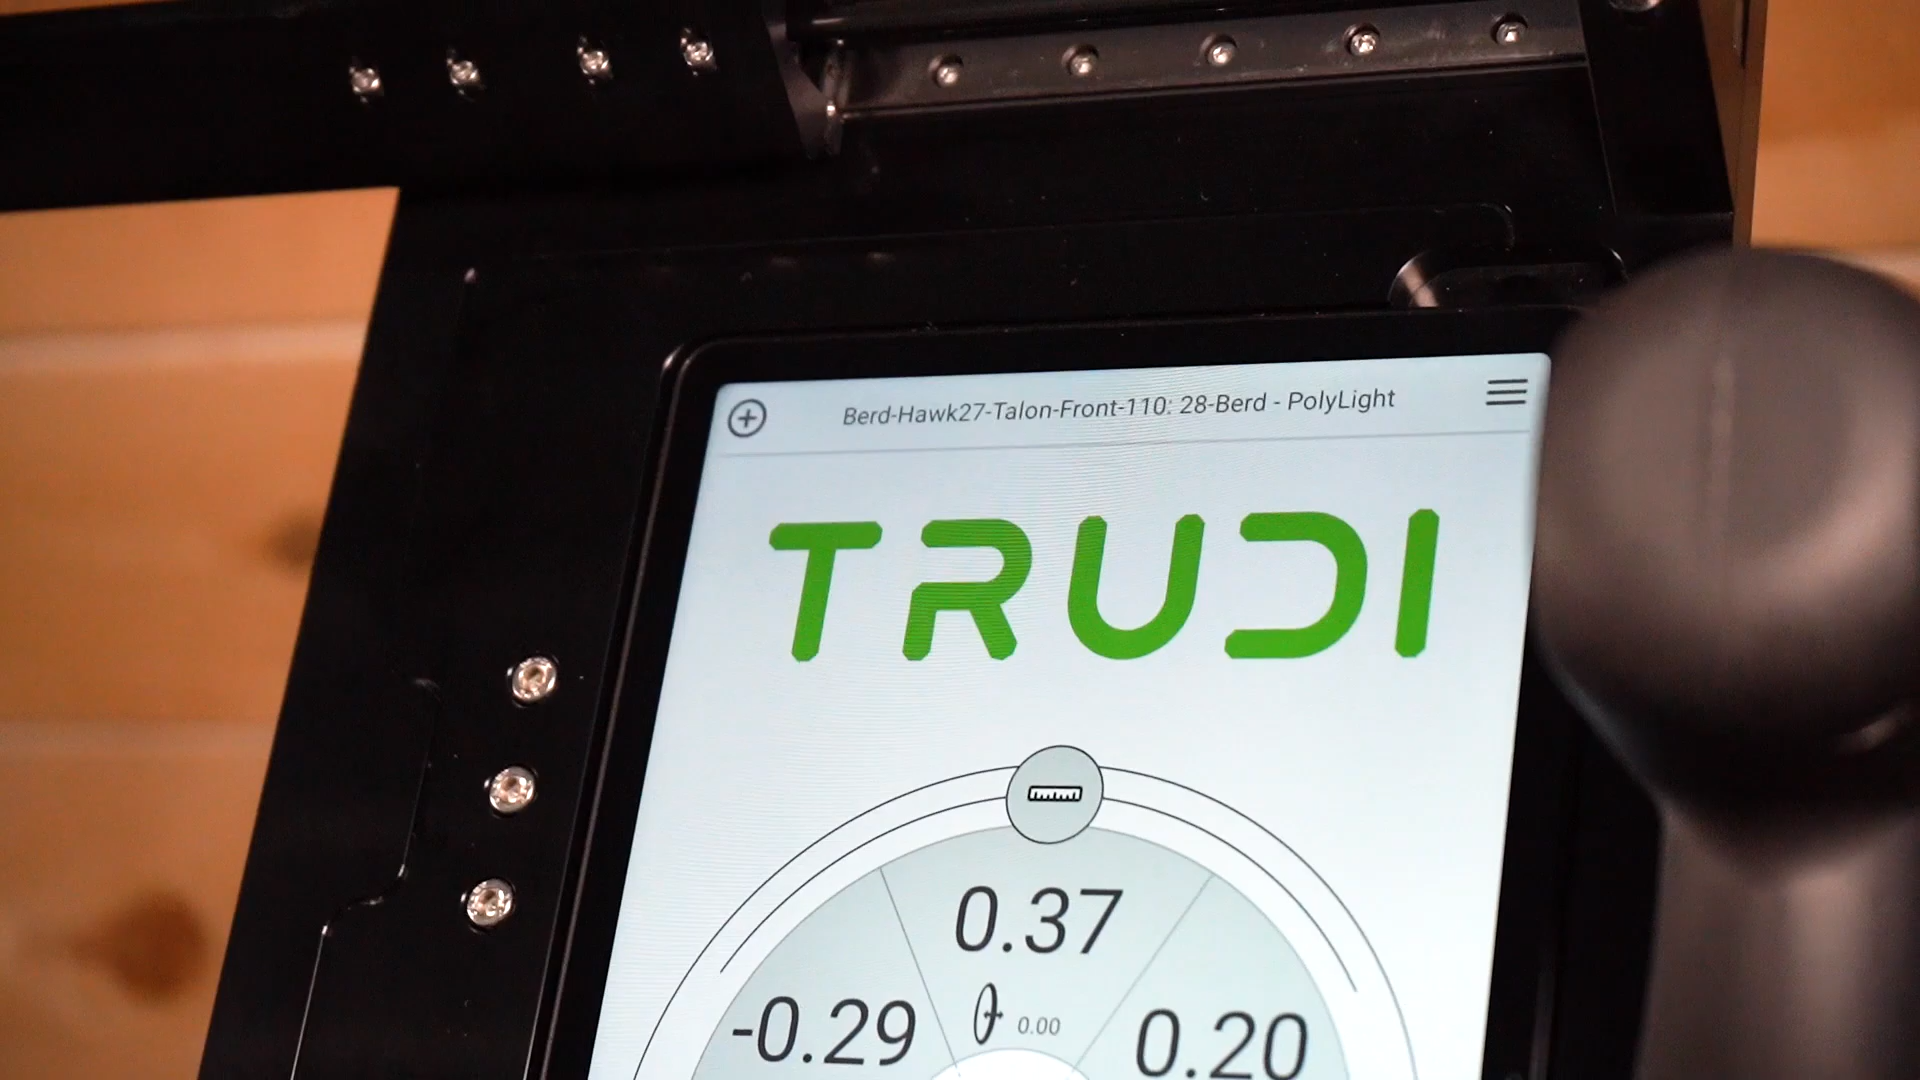 Berd-Hawk27-Talon-Front-110: 28-Berd - PolyLight
TRUDI
0.37
-0.29
0.00
0.20